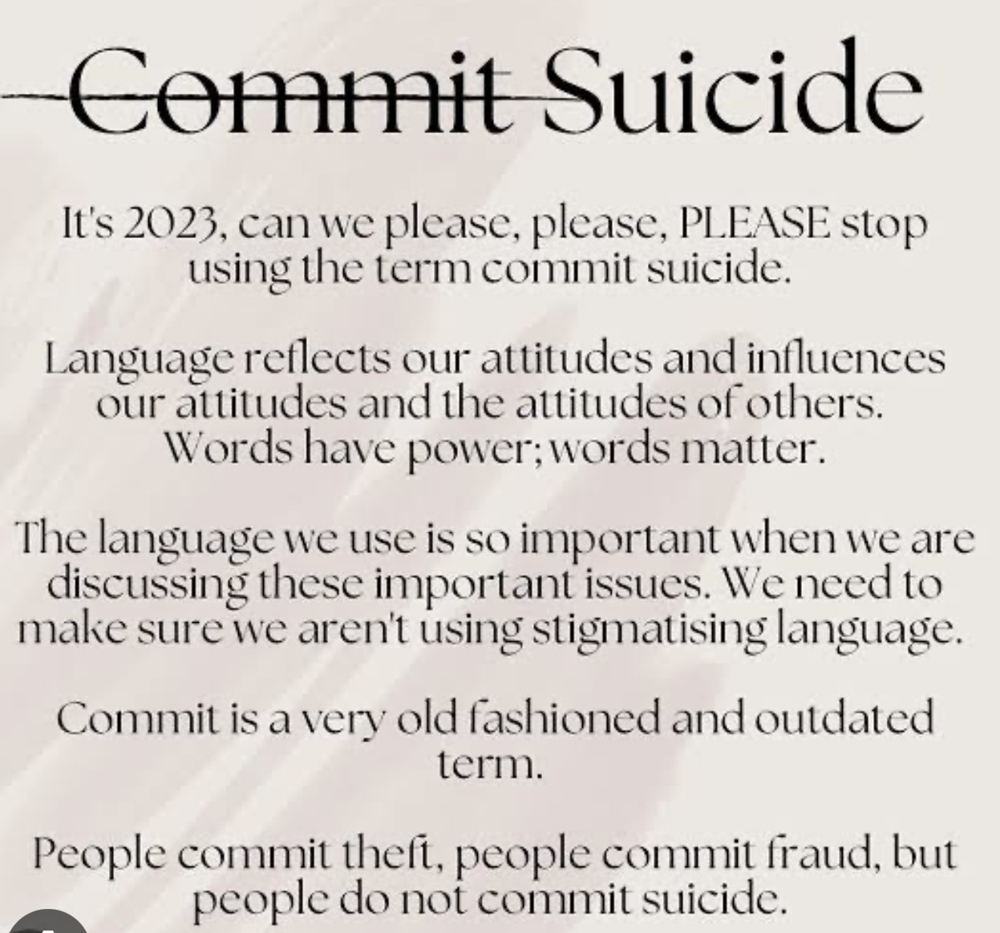 Commit Suicide
It's 2023, can we please, please, PLEASE stop
using the term commit suicide.
Language reflects our attitudes and influences
our attitudes and the attitudes of others.
Words have power; words matter.
The language we use is so important when we are
discussing these important issues. We need to
make sure we aren't using stigmatising language.
Commit is a very old fashioned and outdated
term.
People commit theft, people commit fraud, but
people do not commit suicide.